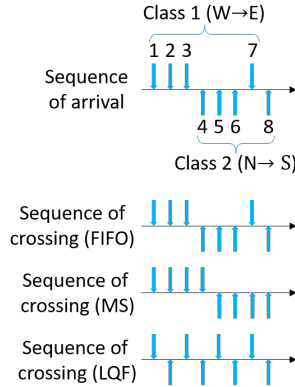 Class 1 (W→E)
1 2 3 7
Sequence
of arrival
4 5 6 8
Class 2 (N→ S)
Sequence of
crossing (FIFO)
Sequence of
crossing (MS)
Sequence of
crossing (LQF)